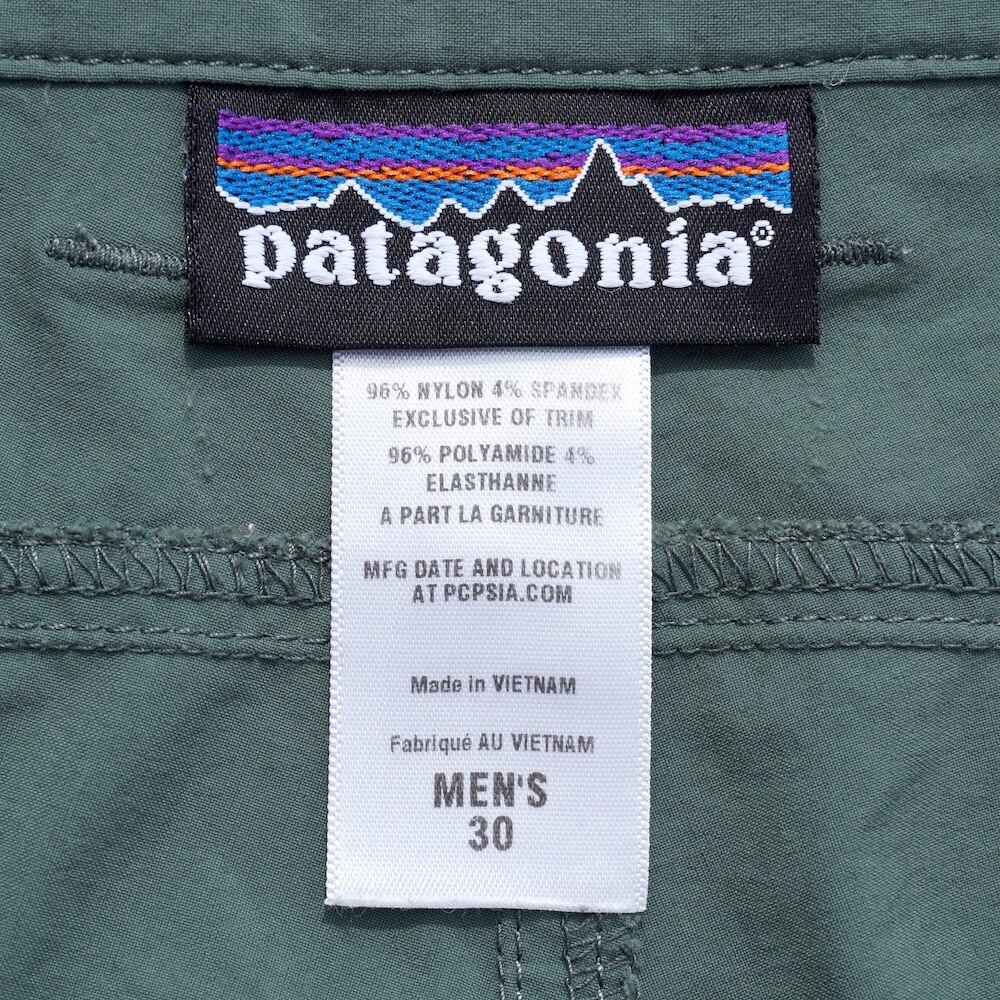 patagonia®
96% NYLON 4% SPANDEX
EXCLUSIVE OF TRIM
96% POLYAMIDE 4%
ELASTHANNE
A PART LA GARNITURE
MFG DATE AND LOCATION
AT PCPSIA.COM
Made in VIETNAM
Fabriqué AU VIETNAM
MEN'S
30